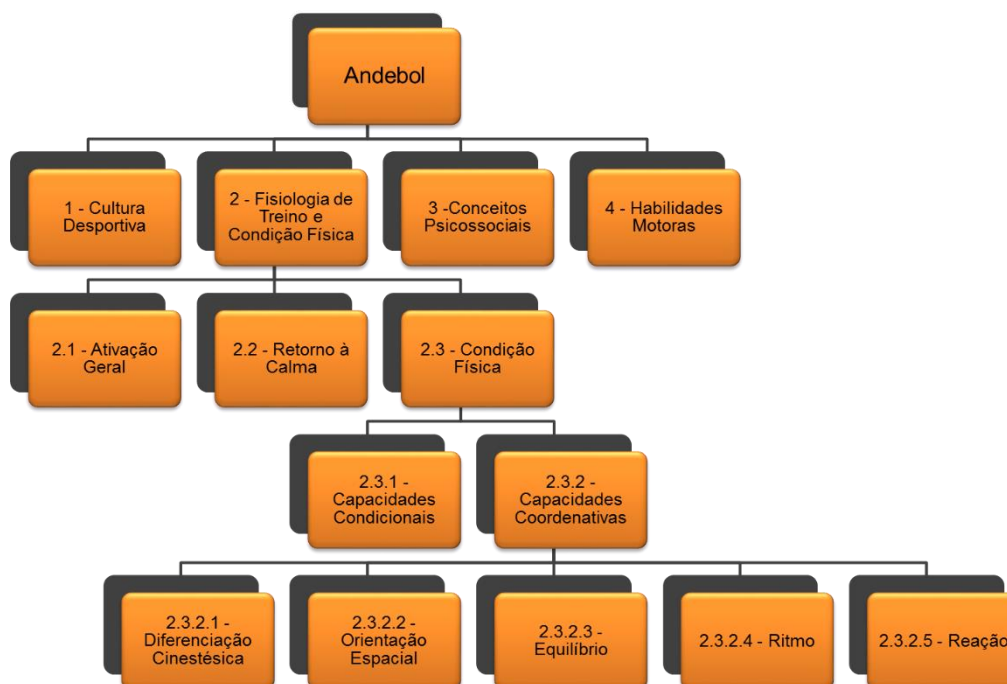 Andebol
1 - Cultura
Desportiva
2 - Fisiologia de
Treino e
Condição Física
3 -Conceitos
Psicossociais
4 - Habilidades
Motoras
2.1 - Ativação
Geral
2.2 - Retorno à
Calma
2.3 - Condição
Física
2.3.1 -
Capacidades
Condicionais
2.3.2 -
Capacidades
Coordenativas
2.3.2.1 -
Diferenciação
Cinestésica
2.3.2.2 -
Orientação
Espacial
2.3.2.3 -
Equilíbrio
2.3.2.4 - Ritmo
2.3.2.5 - Reação